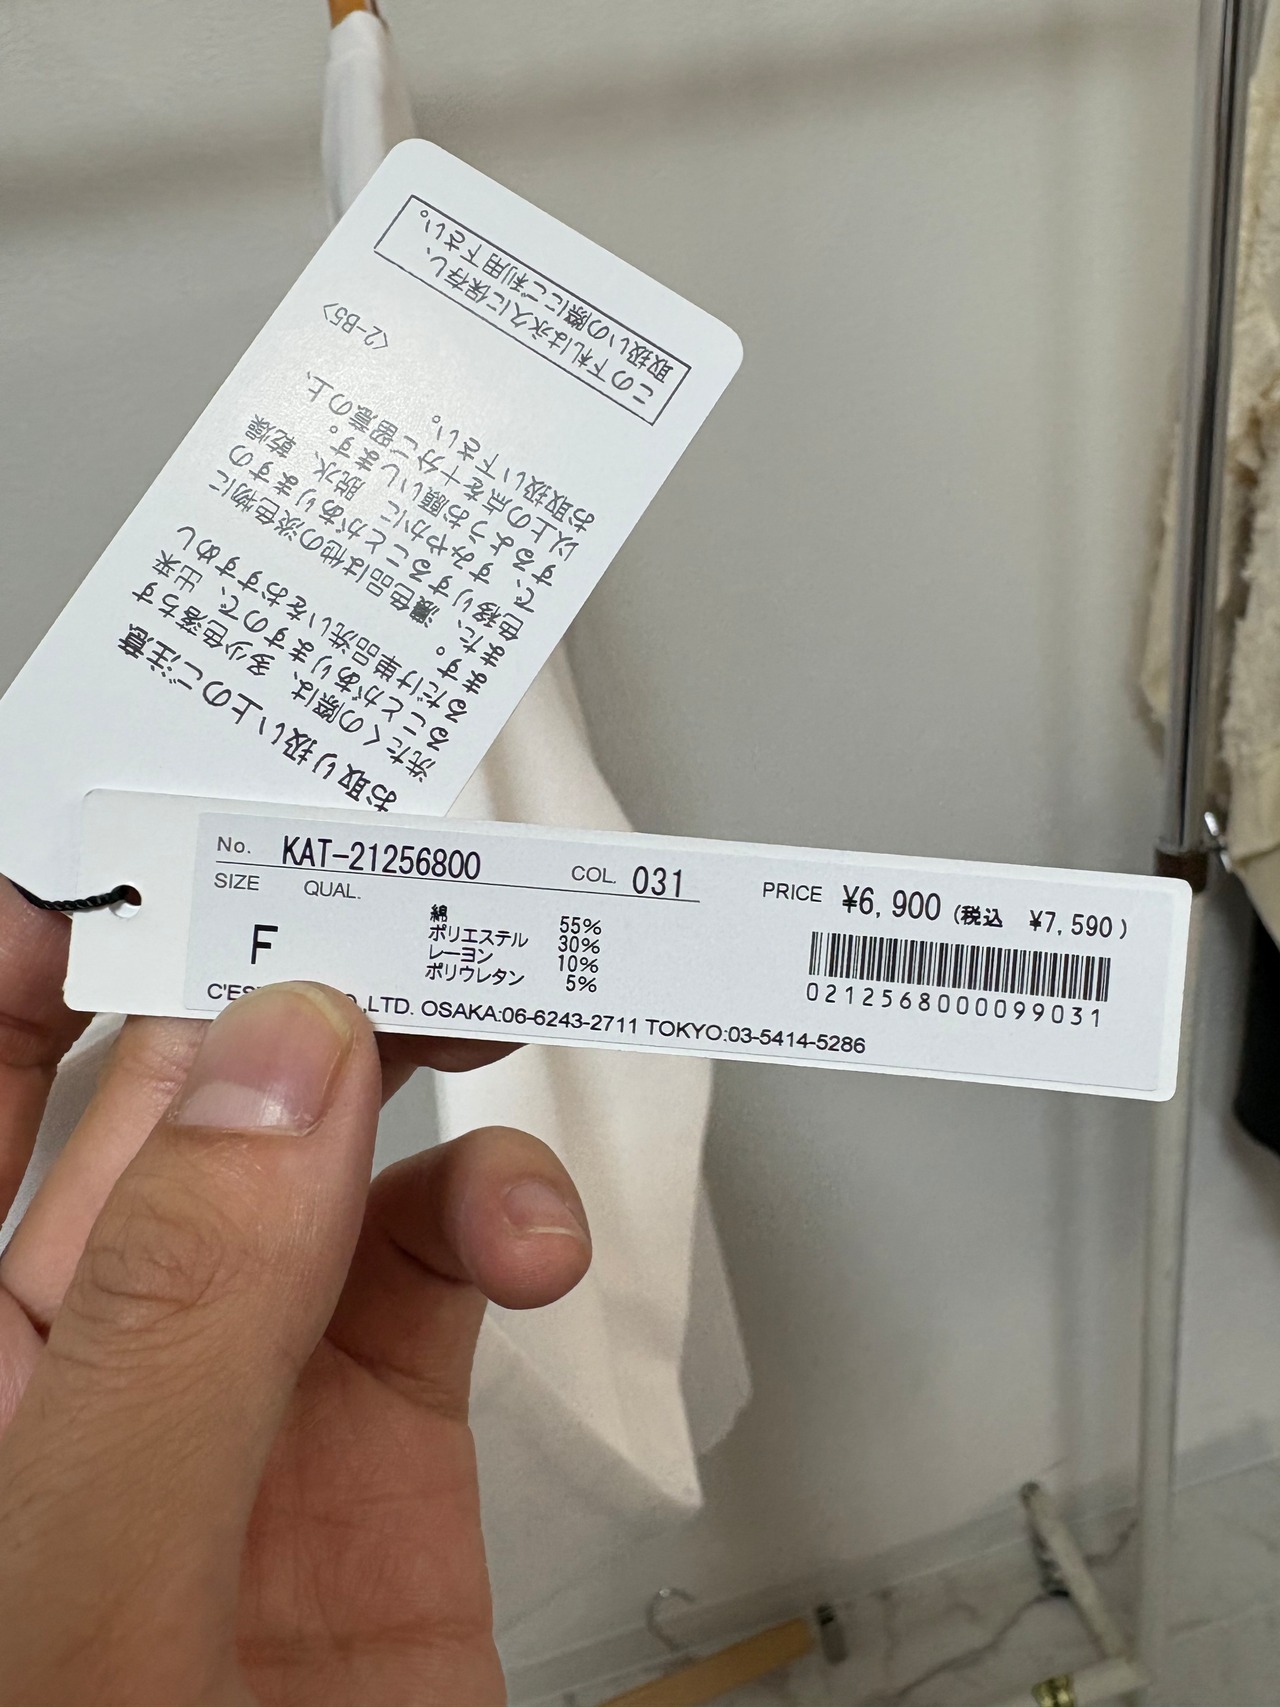 お取り扱い上のご注意
洗たくの際は、多少色落ちす
ることがありますので、出来
るだけ単品洗いをおすすめし
ます。
また、濃色品は他の淡色物に
色移りすることがありますの
で、すみやかに脱水、乾燥
するようお願いします。
以上の点を十分ご留意の上、
お取扱い下さい。
〈2-B5〉
この下札は永久に保存し、
取扱いの際にご利用下さい。
No. KAT-21256800 COL. 031 PRICE ¥6,900 (税込 ¥7,590)
SIZE QUAL.
F
綿 55%
ポリエステル 30%
レーヨン 10%
ポリウレタン 5%
0212568000099031
,LTD. OSAKA:06-6243-2711 TOKYO:03-5414-5286